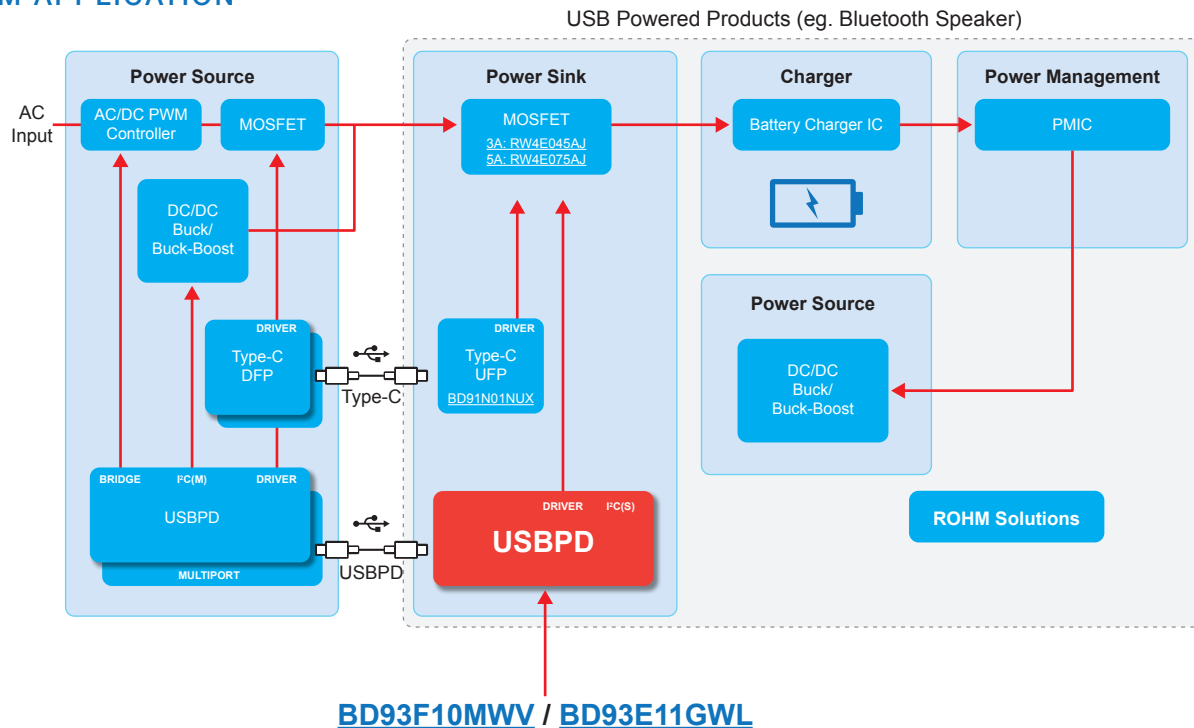 USB Powered Products (eg. Bluetooth Speaker)
Power Source
AC
Input
AC/DC PWM
Controller
MOSFET
DC/DC
Buck/
Buck-Boost
DRIVER
Type-C
DFP
BRIDGE
I²C(M)
DRIVER
USBPD
MULTIPORT
Type-C
USBPD
Power Sink
MOSFET
3A: RW4E045AJ
5A: RW4E075AJ
DRIVER
Type-C
UFP
BD91N01NUX
DRIVER
I²C(S)
USBPD
Charger
Battery Charger IC
Power Management
PMIC
Power Source
DC/DC
Buck/
Buck-Boost
ROHM Solutions
BD93F10MWV / BD93E11GWL